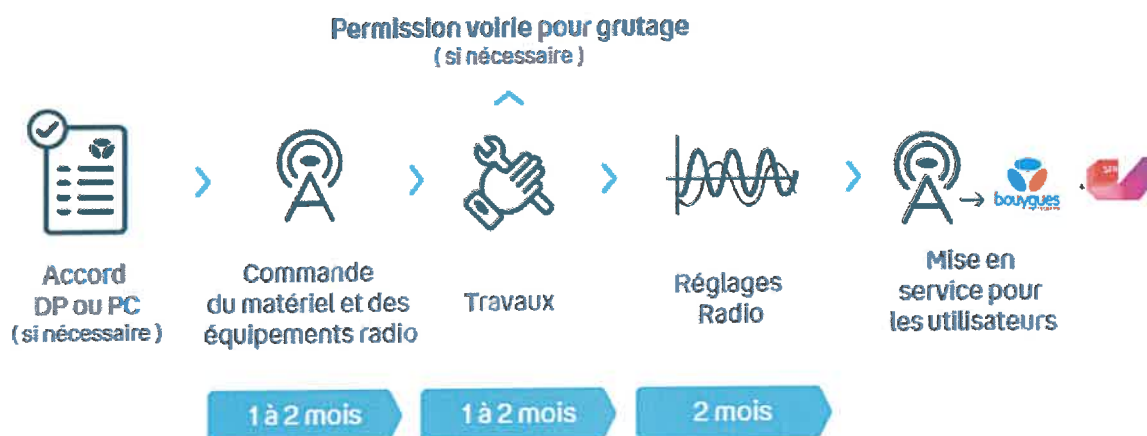 Permission voirie pour grutage
( si nécessaire )
Accord
DP ou PC
( si nécessaire )
Commande
du matériel et des
équipements radio
Travaux
Réglages
Radio
bouygues
SFR
Mise en
service pour
les utilisateurs
1 à 2 mois
1 à 2 mois
2 mois